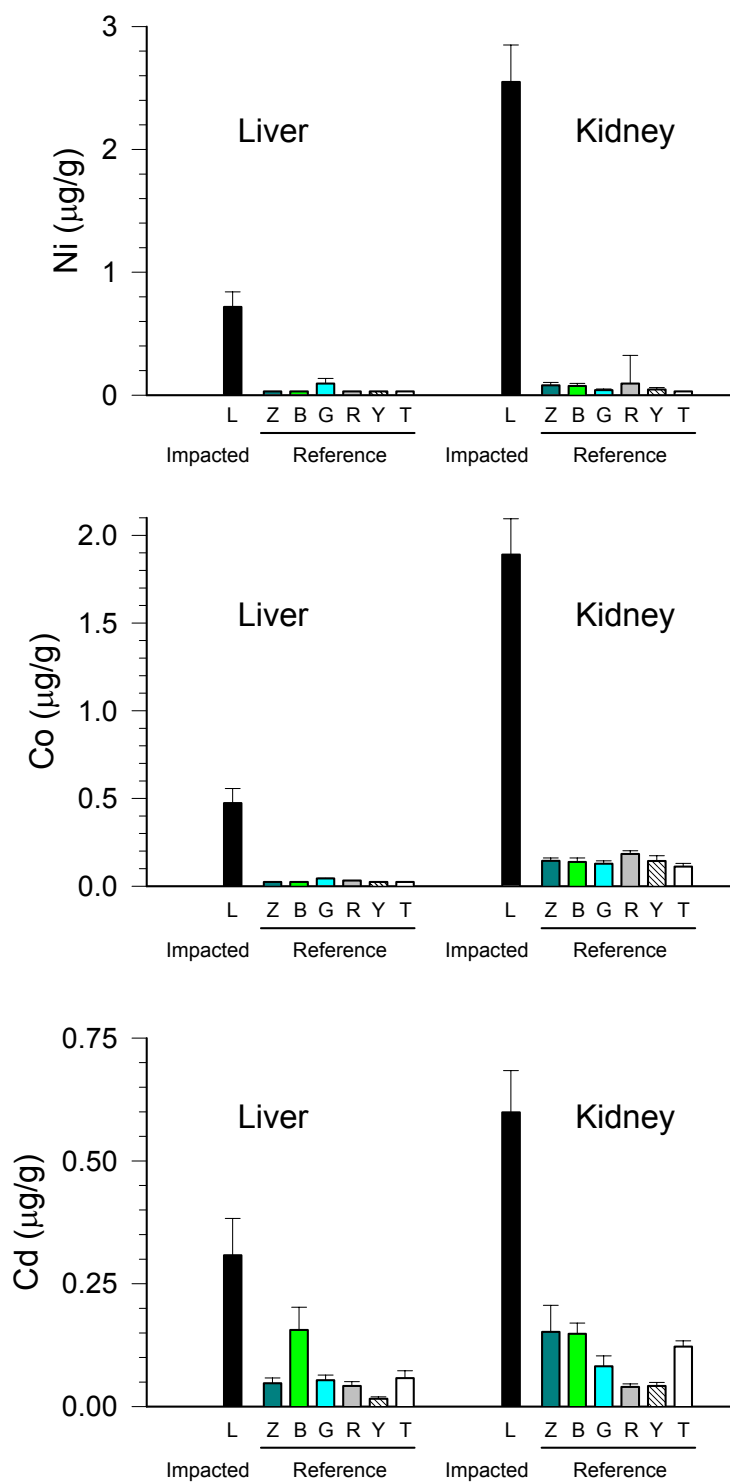 3
Liver Kidney
2
Ni (µg/g)
1
0
L Z B G R Y T L Z B G R Y T
Impacted Reference Impacted Reference
2.0
Liver Kidney
1.5
Co (µg/g)
1.0
0.5
0.0
L Z B G R Y T L Z B G R Y T
Impacted Reference Impacted Reference
0.75
Liver Kidney
0.50
Cd (µg/g)
0.25
0.00
L Z B G R Y T L Z B G R Y T
Impacted Reference Impacted Reference